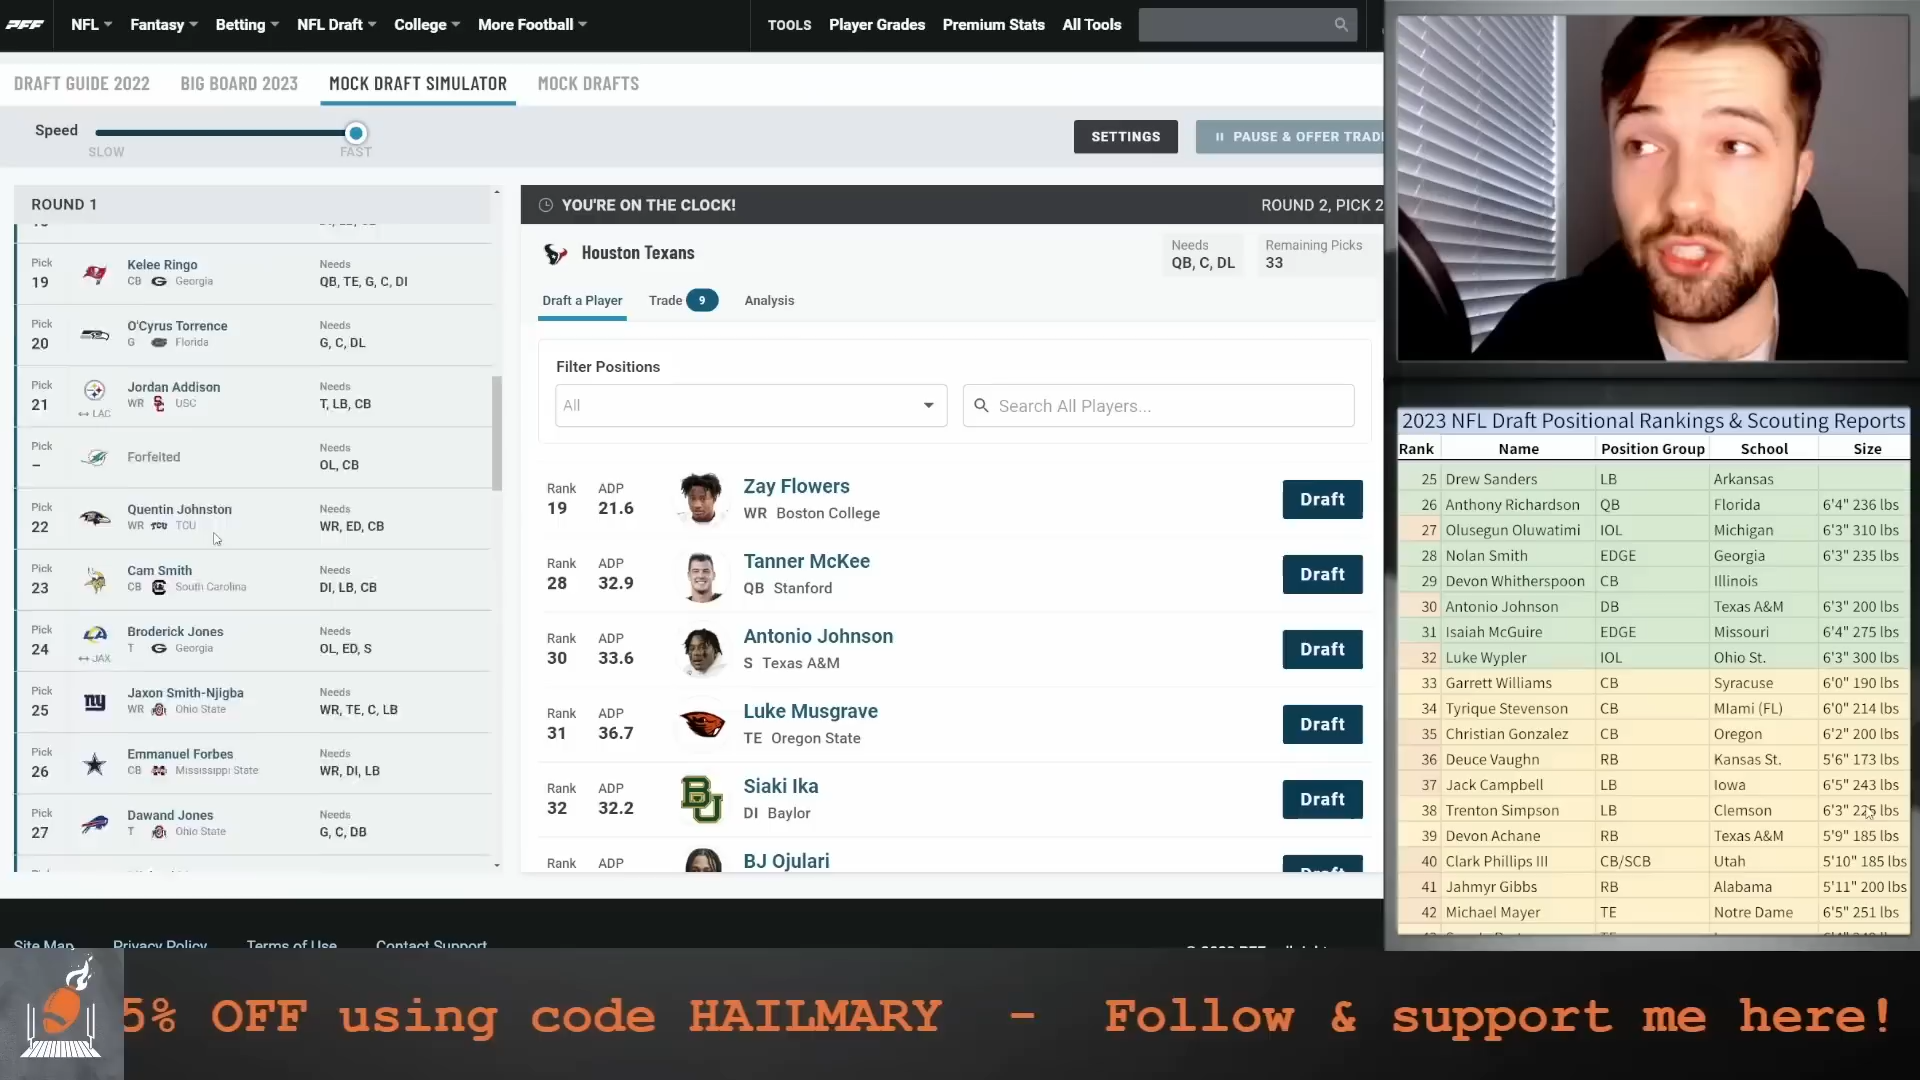 PFF
NFL
Fantasy
Betting
NFL Draft
College
More Football
TOOLS
Player Grades
Premium Stats
All Tools
DRAFT GUIDE 2022
BIG BOARD 2023
MOCK DRAFT SIMULATOR
MOCK DRAFTS
Speed
SLOW
FAST
SETTINGS
PAUSE & OFFER TRAD
ROUND 1
Pick 19
Kelee Ringo
CB Georgia
Needs
QB, TE, G, C, DI
Pick 20
O'Cyrus Torrence
G Florida
Needs
G, C, DL
Pick 21
↔ LAC
Jordan Addison
WR USC
Needs
T, LB, CB
Pick –
Forfeited
Needs
OL, CB
Pick 22
Quentin Johnston
WR TCU TCU
Needs
WR, ED, CB
Pick 23
Cam Smith
CB South Carolina
Needs
DI, LB, CB
Pick 24
↔ JAX
Broderick Jones
T Georgia
Needs
OL, ED, S
Pick 25
ny
Jaxon Smith-Njigba
WR Ohio State
Needs
WR, TE, C, LB
Pick 26
Emmanuel Forbes
CB Mississippi State
Needs
WR, DI, LB
Pick 27
Dawand Jones
T Ohio State
Needs
G, C, DB
YOU'RE ON THE CLOCK!
ROUND 2, PICK 2
Houston Texans
Needs
QB, C, DL
Remaining Picks
33
Draft a Player
Trade 9
Analysis
Filter Positions
All
Search All Players...
Rank 19 ADP 21.6
Zay Flowers
WR Boston College
Draft
Rank 28 ADP 32.9
Tanner McKee
QB Stanford
Draft
Rank 30 ADP 33.6
Antonio Johnson
S Texas A&M
Draft
Rank 31 ADP 36.7
Luke Musgrave
TE Oregon State
Draft
Rank 32 ADP 32.2
Siaki Ika
DI Baylor
Draft
Rank ADP
BJ Ojulari
Draft
2023 NFL Draft Positional Rankings & Scouting Reports
Rank Name Position Group School Size
25 Drew Sanders LB Arkansas
26 Anthony Richardson QB Florida 6'4" 236 lbs
27 Olusegun Oluwatimi IOL Michigan 6'3" 310 lbs
28 Nolan Smith EDGE Georgia 6'3" 235 lbs
29 Devon Whitherspoon CB Illinois
30 Antonio Johnson DB Texas A&M 6'3" 200 lbs
31 Isaiah McGuire EDGE Missouri 6'4" 275 lbs
32 Luke Wypler IOL Ohio St. 6'3" 300 lbs
33 Garrett Williams CB Syracuse 6'0" 190 lbs
34 Tyrique Stevenson CB MIami (FL) 6'0" 214 lbs
35 Christian Gonzalez CB Oregon 6'2" 200 lbs
36 Deuce Vaughn RB Kansas St. 5'6" 173 lbs
37 Jack Campbell LB Iowa 6'5" 243 lbs
38 Trenton Simpson LB Clemson 6'3" 225 lbs
39 Devon Achane RB Texas A&M 5'9" 185 lbs
40 Clark Phillips III CB/SCB Utah 5'10" 185 lbs
41 Jahmyr Gibbs RB Alabama 5'11" 200 lbs
42 Michael Mayer TE Notre Dame 6'5" 251 lbs
Site Map
Privacy Policy
Terms of Use
Contact Support
5% OFF using code HAILMARY - Follow & support me here!